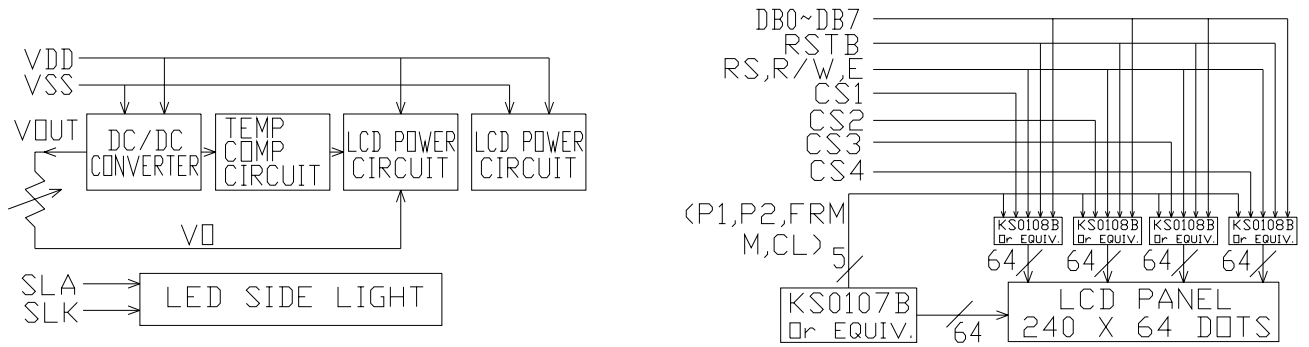 VDD
VSS
VOUT
DC/DC
CONVERTER
TEMP
COMP
CIRCUIT
LCD POWER
CIRCUIT
LCD POWER
CIRCUIT
VO
SLA
SLK
LED SIDE LIGHT
DB0~DB7
RSTB
RS,R/W,E
CS1
CS2
CS3
CS4
(P1,P2,FRM
M,CL)
5
KS0108B
Or EQUIV.
KS0108B
Or EQUIV.
KS0108B
Or EQUIV.
KS0108B
Or EQUIV.
64
64
64
64
KS0107B
Or EQUIV.
64
LCD PANEL
240 X 64 DOTS